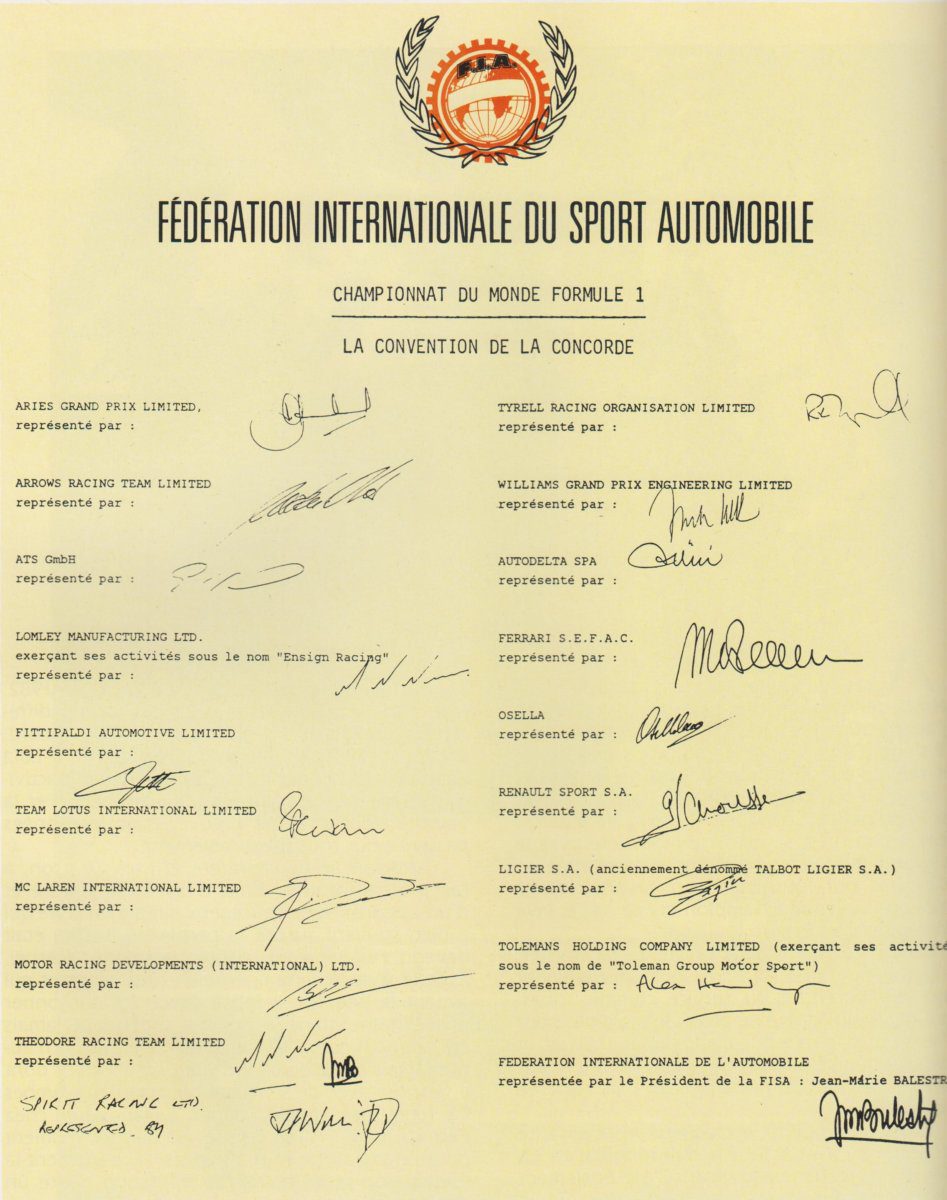 F.I.A.
FÉDÉRATION INTERNATIONALE DU SPORT AUTOMOBILE
CHAMPIONNAT DU MONDE FORMULE 1
LA CONVENTION DE LA CONCORDE
ARIES GRAND PRIX LIMITED,
représenté par :
ARROWS RACING TEAM LIMITED
représenté par :
ATS GmbH
représenté par :
LOMLEY MANUFACTURING LTD.
exerçant ses activités sous le nom "Ensign Racing"
représenté par :
FITTIPALDI AUTOMOTIVE LIMITED
représenté par :
TEAM LOTUS INTERNATIONAL LIMITED
représenté par :
MC LAREN INTERNATIONAL LIMITED
représenté par :
MOTOR RACING DEVELOPMENTS (INTERNATIONAL) LTD.
représenté par :
THEODORE RACING TEAM LIMITED
représenté par :
SPIRIT RACING LTD.
REPRESENTED BY
TYRELL RACING ORGANISATION LIMITED
représenté par :
WILLIAMS GRAND PRIX ENGINEERING LIMITED
représenté par :
AUTODELTA SPA
représenté par :
FERRARI S.E.F.A.C.
représenté par :
OSELLA
représenté par :
RENAULT SPORT S.A.
représenté par :
LIGIER S.A. (anciennement dénommé TALBOT LIGIER S.A.)
représenté par :
TOLEMANS HOLDING COMPANY LIMITED (exerçant ses activité
sous le nom de "Toleman Group Motor Sport")
représenté par : Alex
FEDERATION INTERNATIONALE DE L'AUTOMOBILE
représentée par le Président de la FISA : Jean-Marie BALESTR